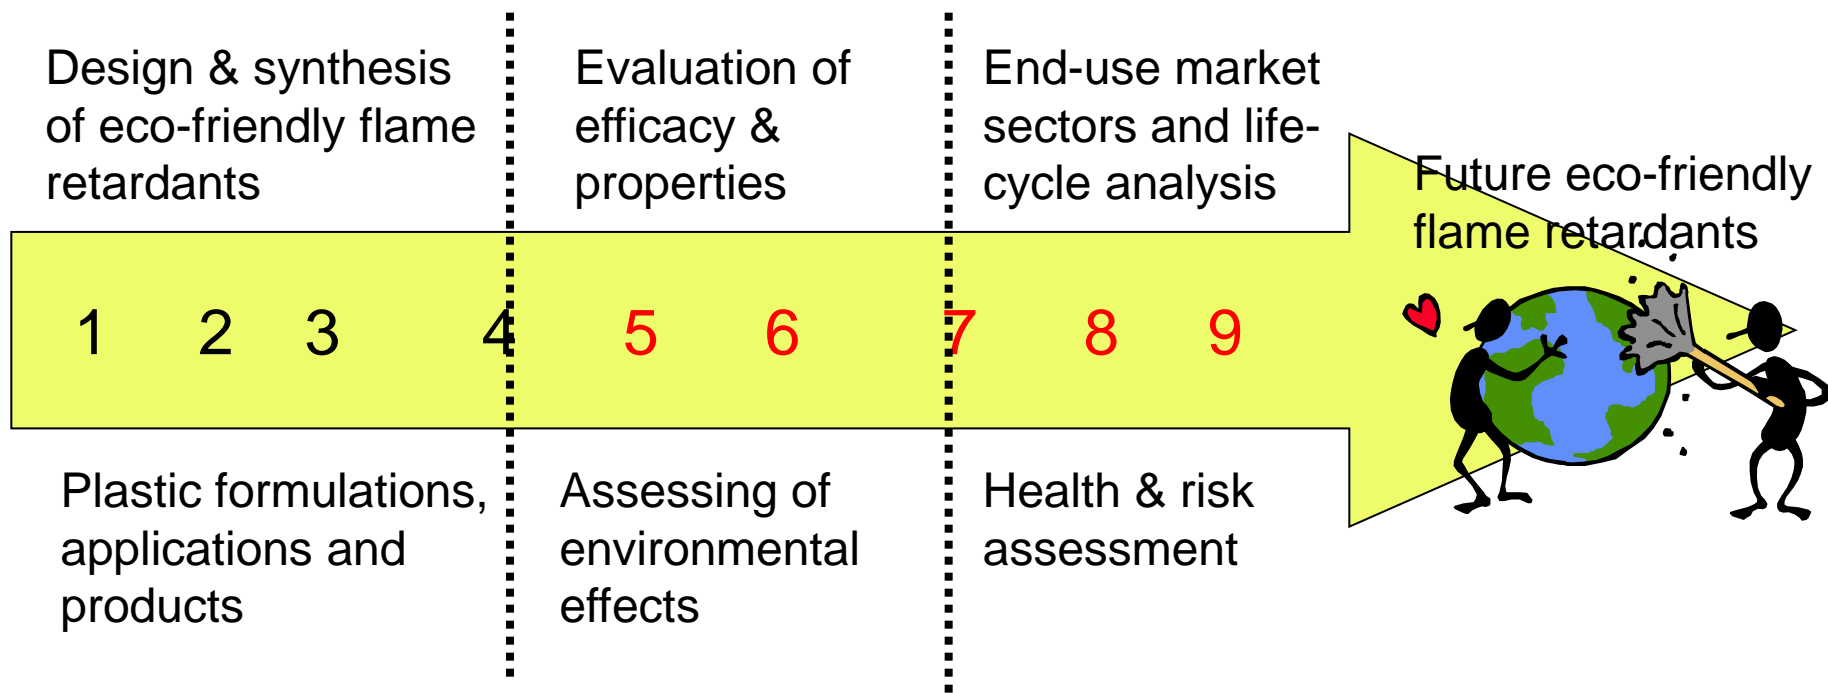 Design & synthesis
of eco-friendly flame
retardants
Evaluation of
efficacy &
properties
End-use market
sectors and life-
cycle analysis
Future eco-friendly
flame retardants
1 2 3 4 5 6 7 8 9
Plastic formulations,
applications and
products
Assessing of
environmental
effects
Health & risk
assessment